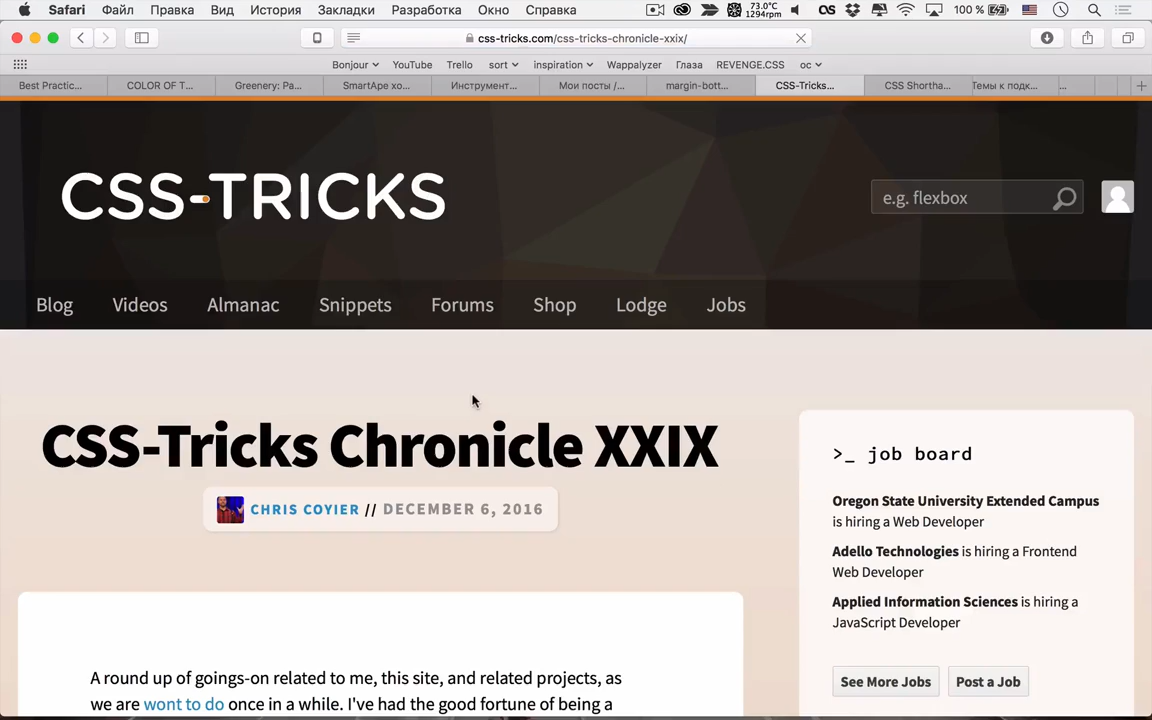 Safari Файл Правка Вид История Закладки Разработка Окно Справка 73.0°C 1294rpm 100 %
css-tricks.com/css-tricks-chronicle-xxix/
Bonjour YouTube Trello sort inspiration Wappalyzer Глаза REVENGE.CSS ос
Best Practic... COLOR OF T... Greenery: Pa... SmartApe хо... Инструмент... Мои посты /... margin-bott... CSS-Tricks... CSS Shortha... Темы к подк... ...
CSS-TRICKS
e.g. flexbox
Blog Videos Almanac Snippets Forums Shop Lodge Jobs
CSS-Tricks Chronicle XXIX
CHRIS COYIER // DECEMBER 6, 2016
>_ job board
Oregon State University Extended Campus
is hiring a Web Developer
Adello Technologies is hiring a Frontend
Web Developer
Applied Information Sciences is hiring a
JavaScript Developer
See More Jobs Post a Job
A round up of goings-on related to me, this site, and related projects, as
we are wont to do once in a while. I've had the good fortune of being a